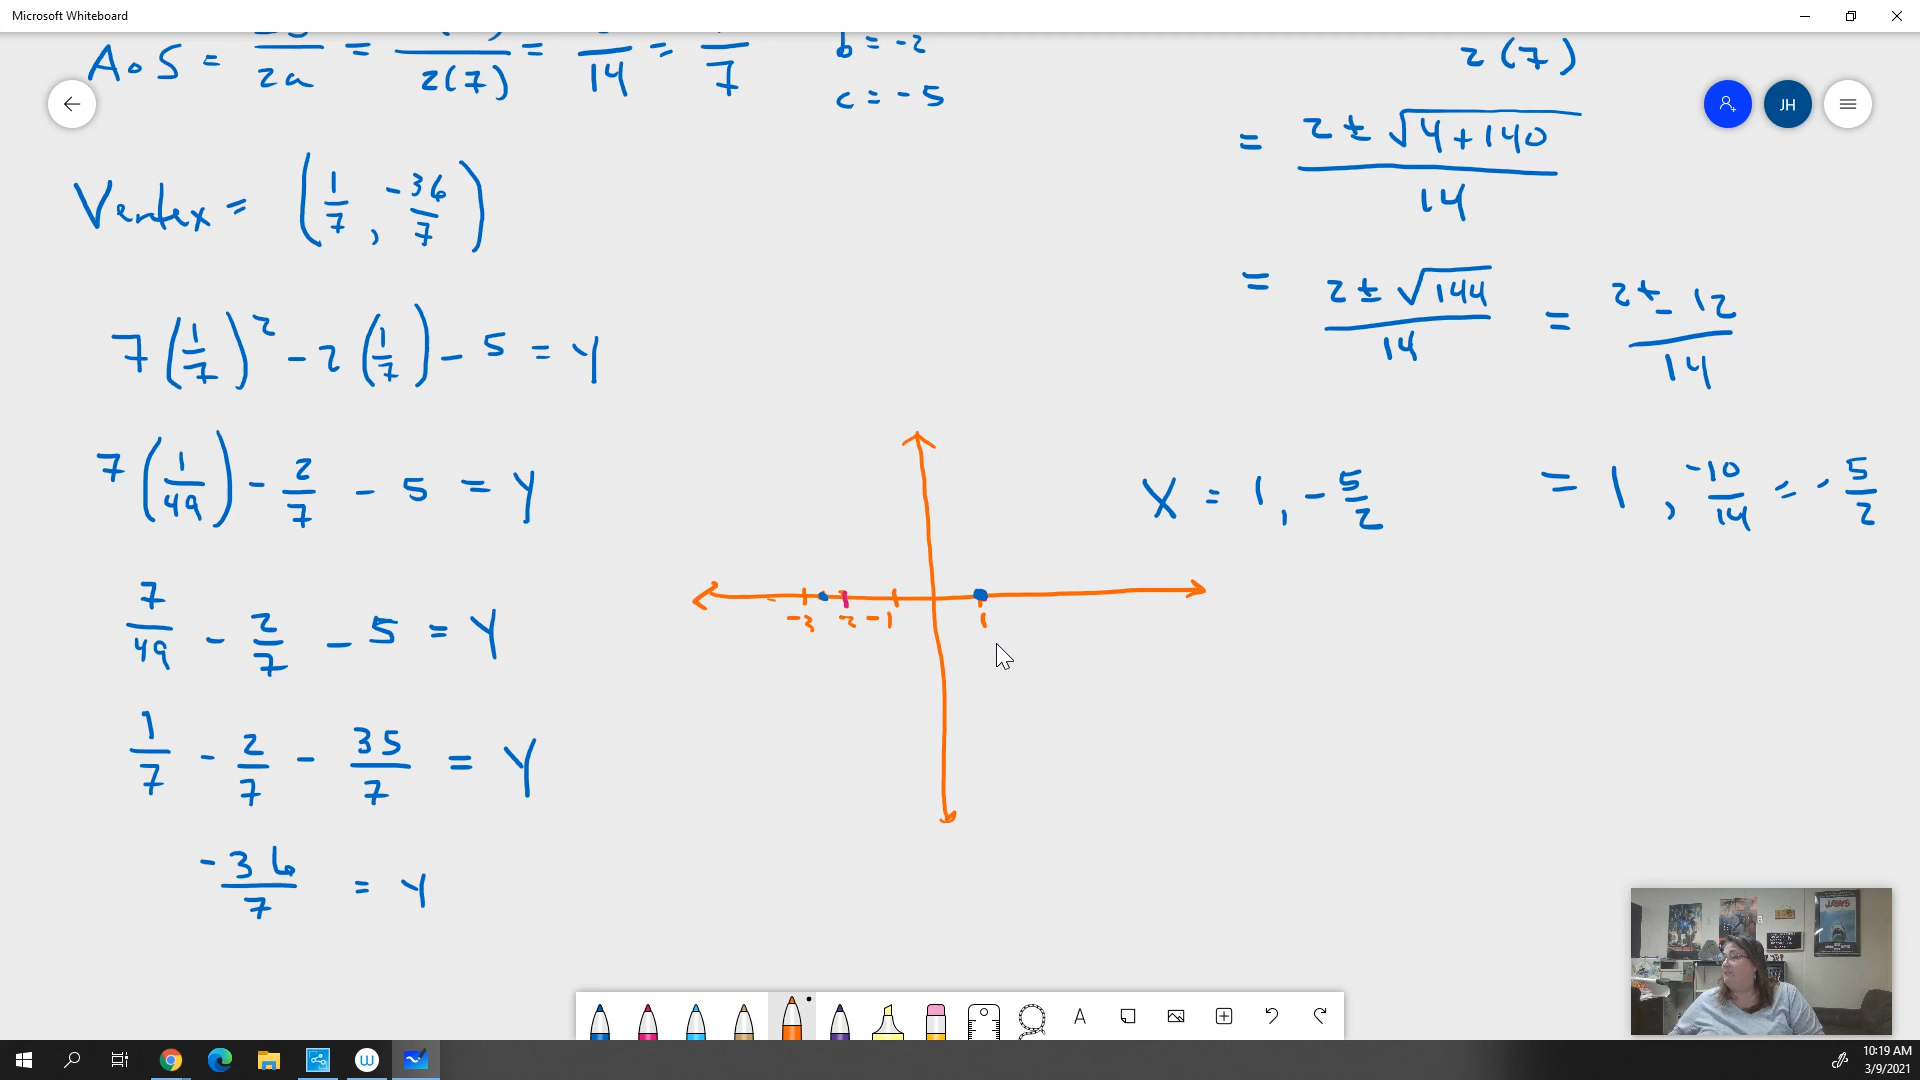 Microsoft Whiteboard
AoS = /2a = /2(7) = /14 = /7
b = -2
c = -5
Vertex = (1/7, -36/7)
7(1/7)² - 2(1/7) - 5 = Y
7(1/49) - 2/7 - 5 = Y
7/49 - 2/7 - 5 = Y
1/7 - 2/7 - 35/7 = Y
-36/7 = Y
2(7)
= (2 ± √(4+140))/14
= (2 ± √144)/14 = (2 ± 12)/14
= 1, -10/14 = -5/2
X = 1, -5/2
-3 2 -1 1
JH
JAWS
A
10:19 AM
3/9/2021